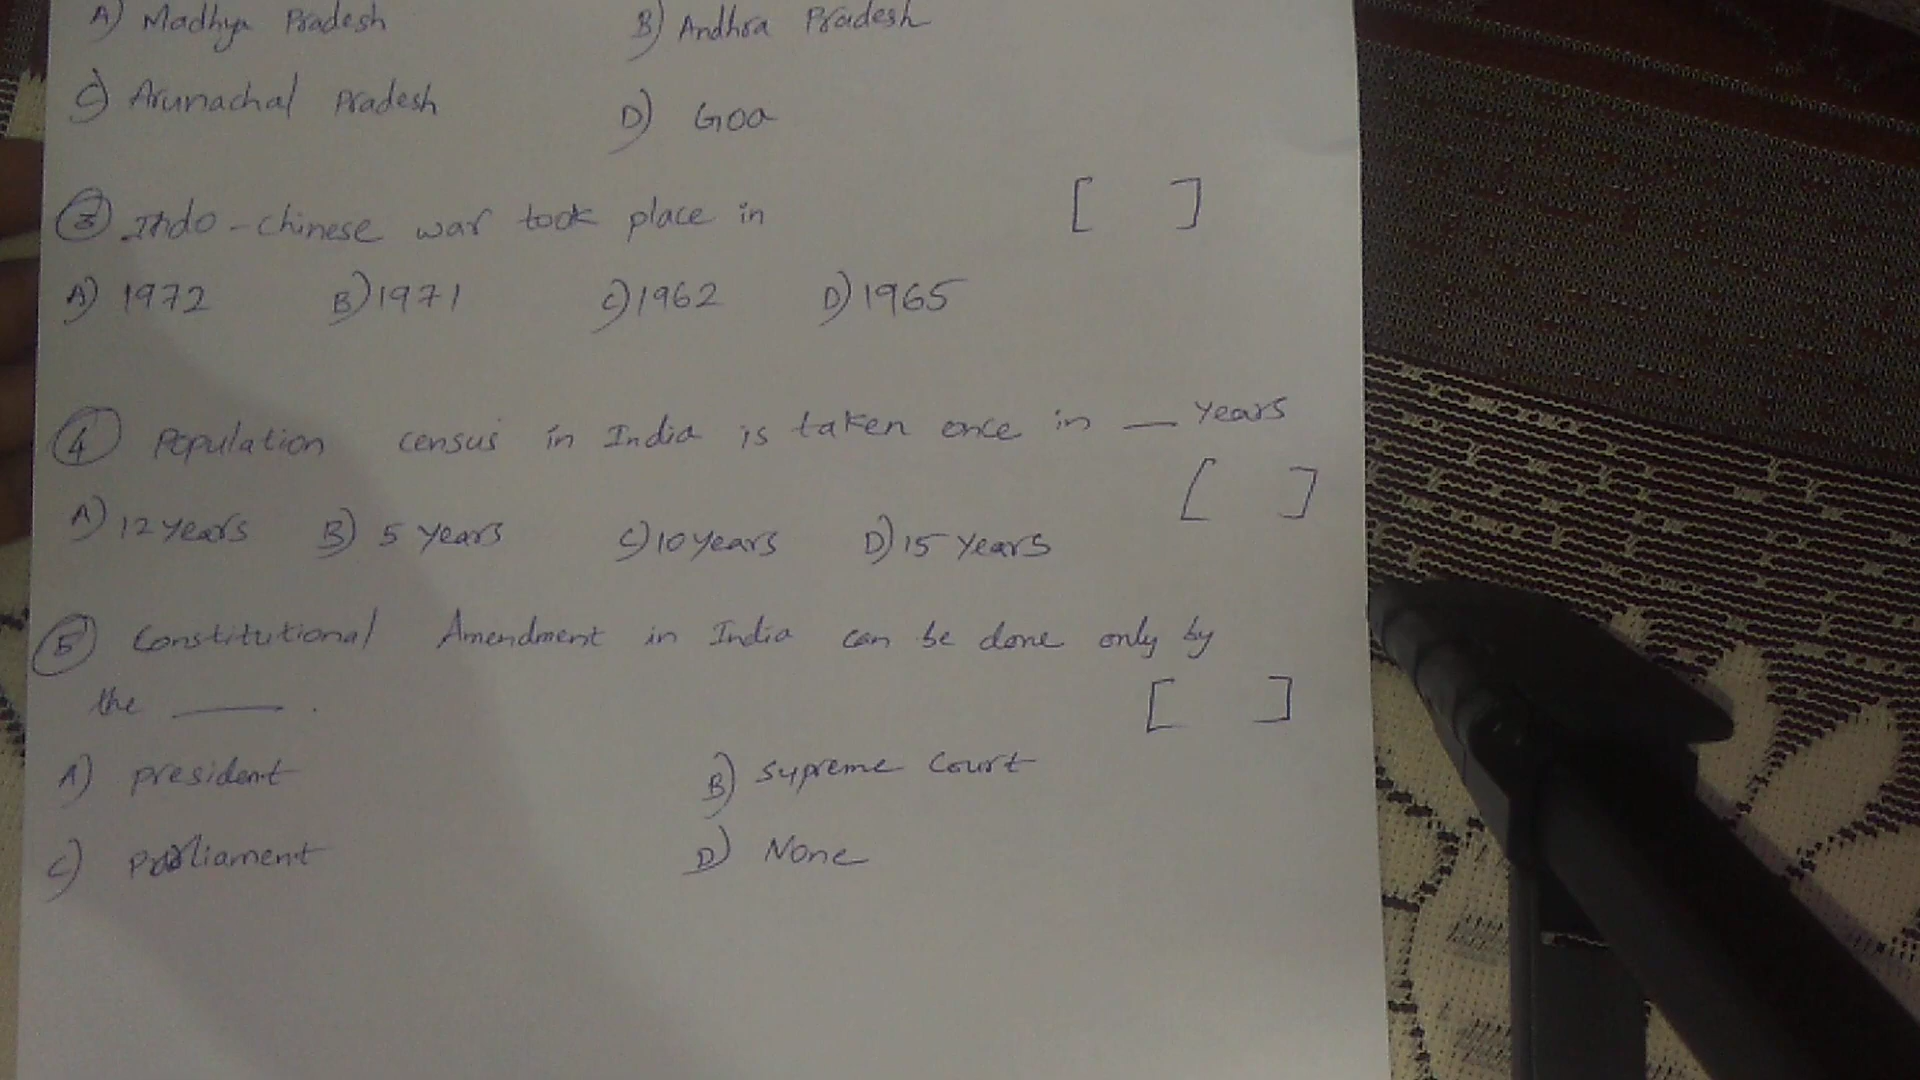 A) Madhya Pradesh B) Andhra Pradesh
C) Arunachal Pradesh D) Goa
3 Indo-chinese war took place in [ ]
A) 1972 B) 1971 C) 1962 D) 1965
4 Population census in India is taken once in __ Years
[ ]
A) 12 years B) 5 years C) 10 years D) 15 Years
5 Constitutional Amendment in India can be done only by
the ____ . [ ]
A) president B) supreme Court
C) parliament D) None